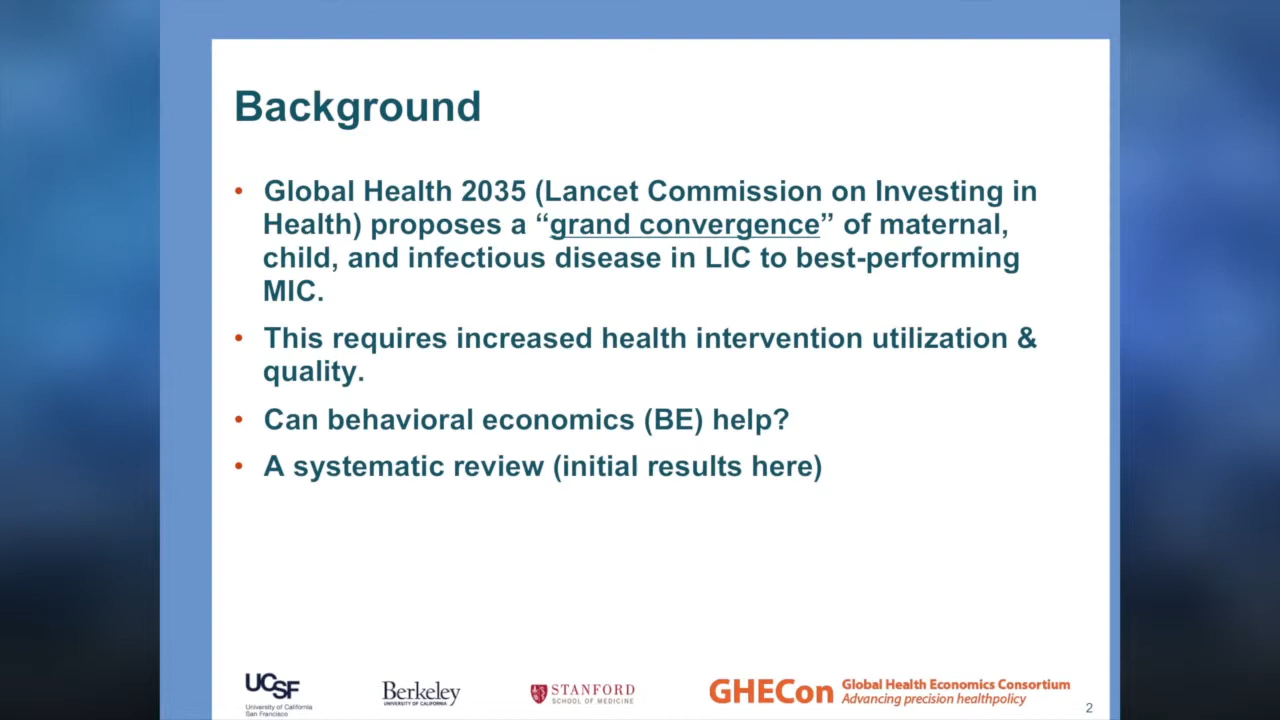 Background
• Global Health 2035 (Lancet Commission on Investing in
Health) proposes a “grand convergence” of maternal,
child, and infectious disease in LIC to best-performing
MIC.
• This requires increased health intervention utilization &
quality.
• Can behavioral economics (BE) help?
• A systematic review (initial results here)
UCSF
University of California
San Francisco
Berkeley
UNIVERSITY OF CALIFORNIA
STANFORD
SCHOOL OF MEDICINE
GHECon
Global Health Economics Consortium
Advancing precision healthpolicy
2